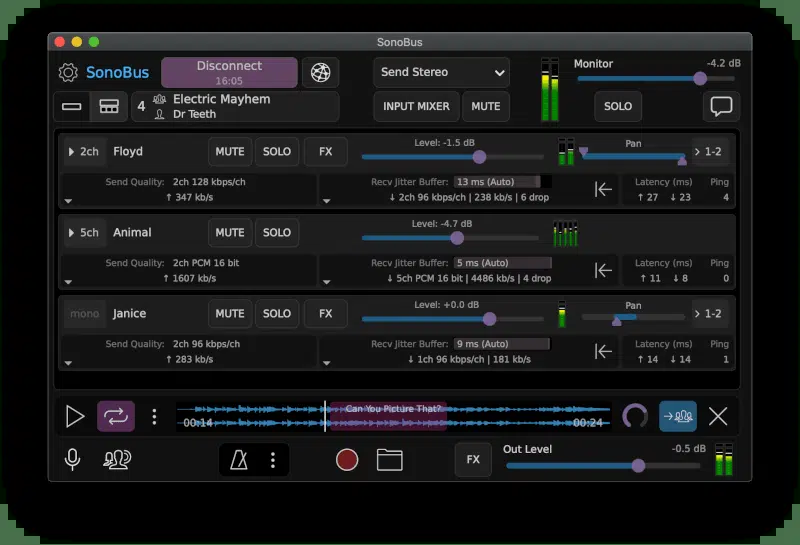 SonoBus
SonoBus
Disconnect
16:05
Send Stereo
Monitor
-4.2 dB
4
Electric Mayhem
Dr Teeth
INPUT MIXER
MUTE
SOLO
2ch
Floyd
MUTE
SOLO
FX
Level: -1.5 dB
Pan
> 1-2
Send Quality: 2ch 128 kbps/ch
↑ 347 kb/s
Recv Jitter Buffer: 13 ms (Auto)
↓ 2ch 96 kbps/ch | 238 kb/s | 6 drop
Latency (ms)
↑ 27 ↓ 23
Ping
4
5ch
Animal
MUTE
SOLO
Level: -4.7 dB
Send Quality: 2ch PCM 16 bit
↑ 1607 kb/s
Recv Jitter Buffer: 5 ms (Auto)
↓ 5ch PCM 16 bit | 4486 kb/s | 4 drop
Latency (ms)
↑ 11 ↓ 8
Ping
0
mono
Janice
MUTE
SOLO
FX
Level: +0.0 dB
Pan
> 1-2
Send Quality: 2ch 96 kbps/ch
↑ 283 kb/s
Recv Jitter Buffer: 9 ms (Auto)
↓ 1ch 96 kbps/ch | 181 kb/s
Latency (ms)
↑ 14 ↓ 14
Ping
1
Can You Picture That?
00:14
00:24
FX
Out Level
-0.5 dB